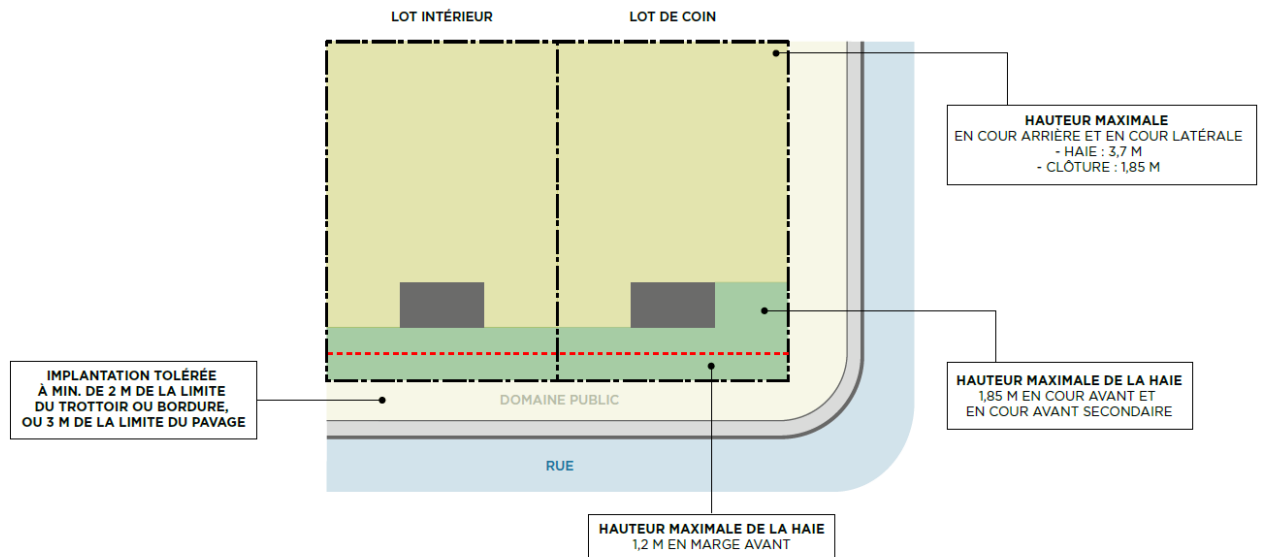 LOT INTÉRIEUR
LOT DE COIN
HAUTEUR MAXIMALE
EN COUR ARRIÈRE ET EN COUR LATÉRALE
- HAIE : 3,7 M
- CLÔTURE : 1,85 M
IMPLANTATION TOLÉRÉE
À MIN. DE 2 M DE LA LIMITE
DU TROTTOIR OU BORDURE,
OU 3 M DE LA LIMITE DU PAVAGE
HAUTEUR MAXIMALE DE LA HAIE
1,85 M EN COUR AVANT ET
EN COUR AVANT SECONDAIRE
DOMAINE PUBLIC
RUE
HAUTEUR MAXIMALE DE LA HAIE
1,2 M EN MARGE AVANT